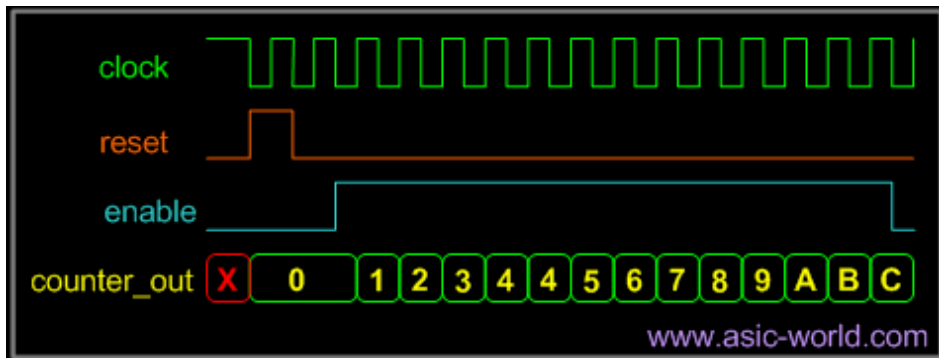 clock
reset
enable
counter_out X 0 1 2 3 4 4 5 6 7 8 9 A B C
www.asic-world.com